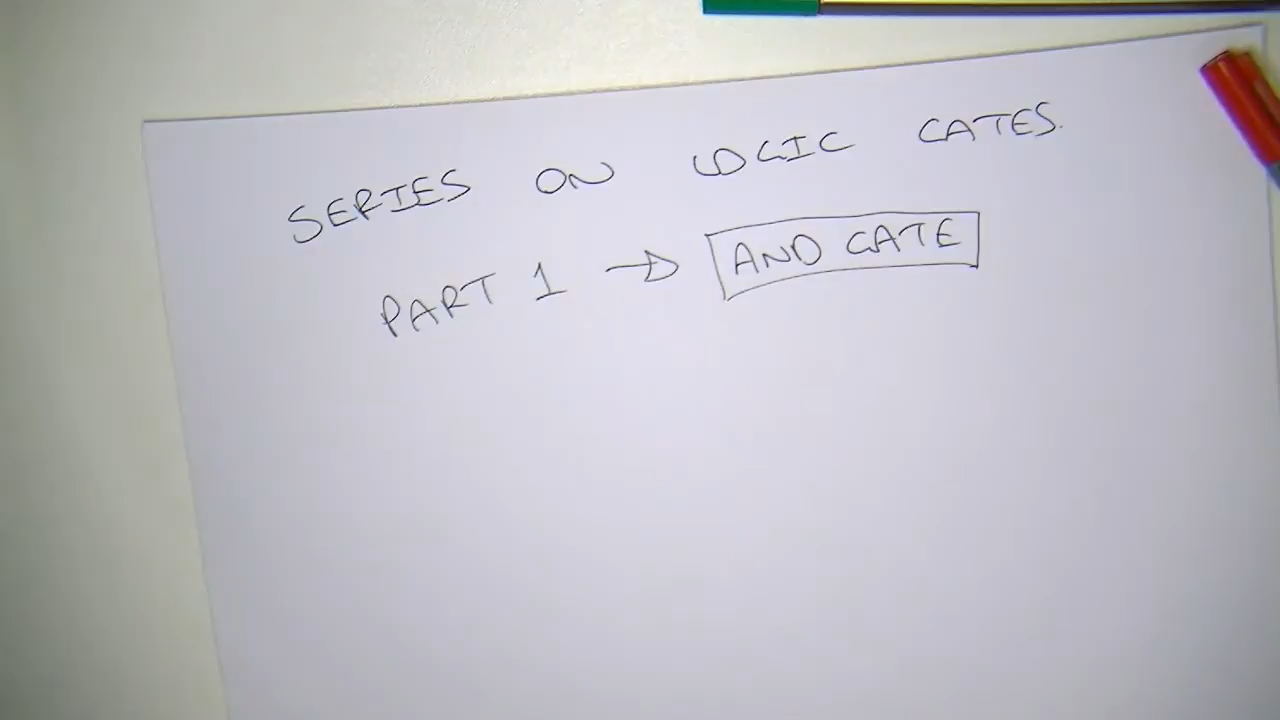 SERIES ON LOGIC GATES.
PART 1 → AND GATE